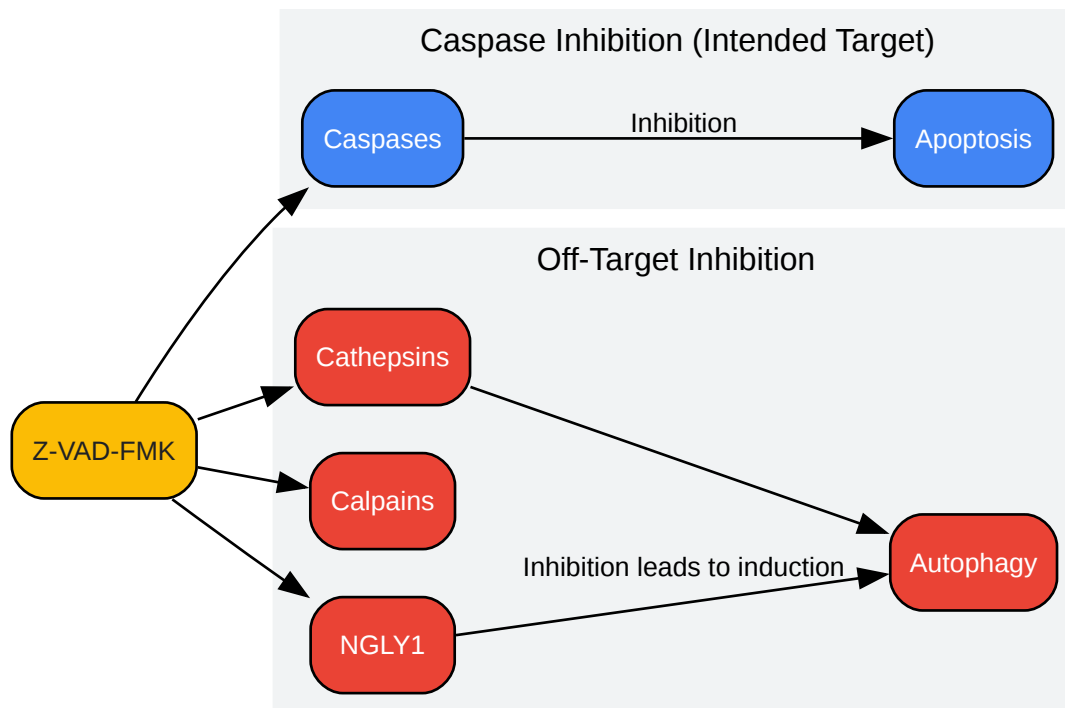 Caspase Inhibition (Intended Target)
Caspases
Inhibition
Apoptosis
Off-Target Inhibition
Cathepsins
Z-VAD-FMK
Calpains
Inhibition leads to induction
Autophagy
NGLY1